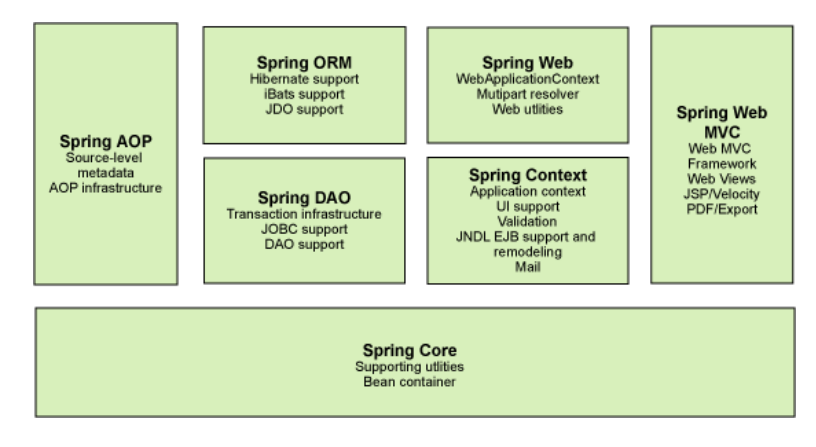 Spring AOP
Source-level
metadata
AOP infrastructure
Spring ORM
Hibernate support
iBats support
JDO support
Spring DAO
Transaction infrastructure
JOBC support
DAO support
Spring Web
WebApplicationContext
Mutipart resolver
Web utlities
Spring Context
Application context
UI support
Validation
JNDL EJB support and
remodeling
Mail
Spring Web
MVC
Web MVC
Framework
Web Views
JSP/Velocity
PDF/Export
Spring Core
Supporting utlities
Bean container